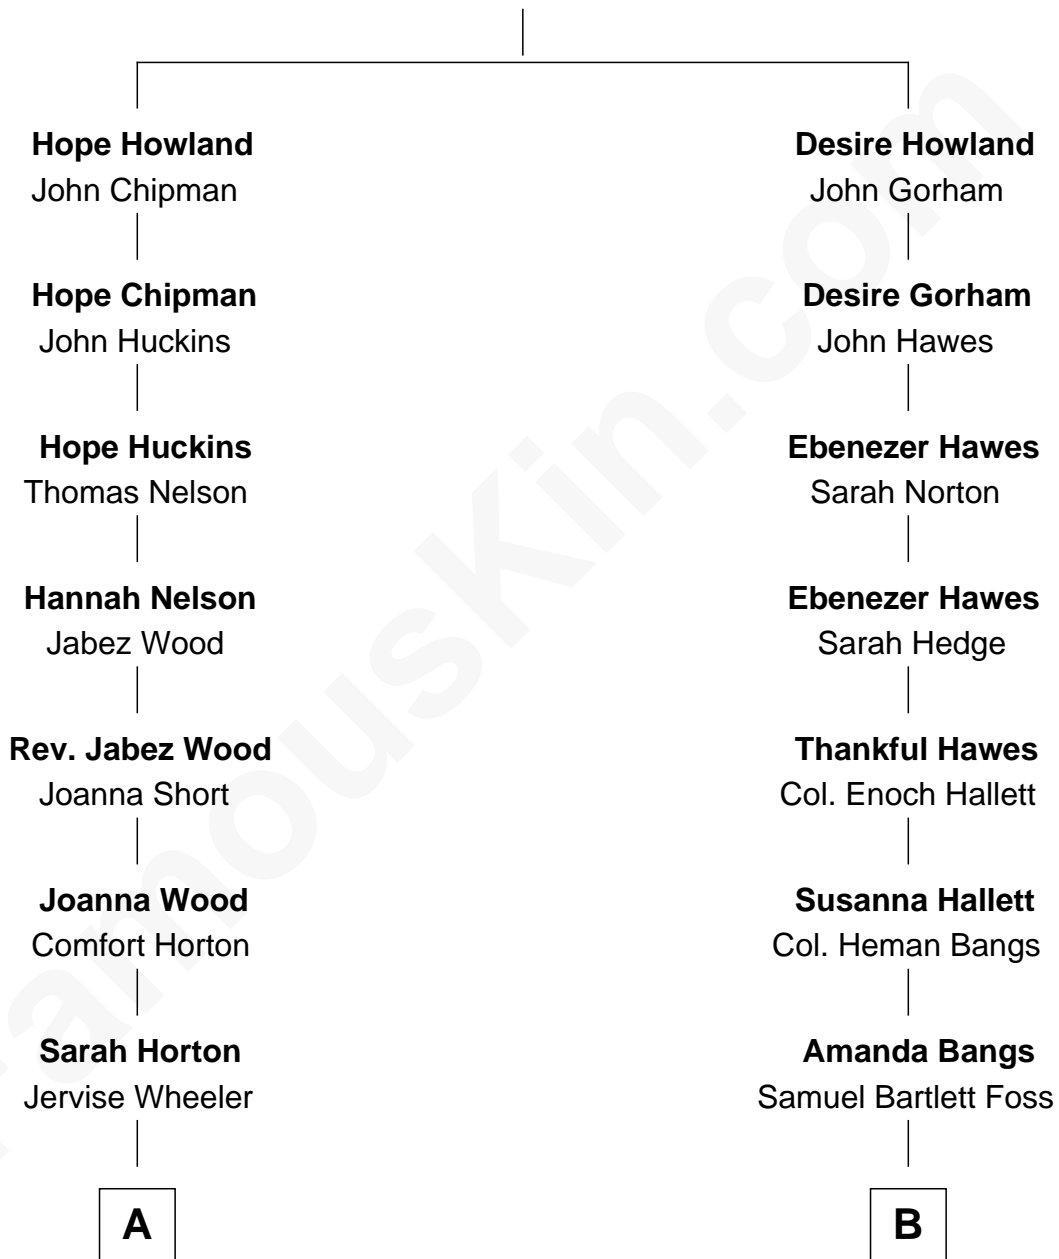 Hope Howland
John Chipman
Hope Chipman
John Huckins
Hope Huckins
Thomas Nelson
Hannah Nelson
Jabez Wood
Rev. Jabez Wood
Joanna Short
Joanna Wood
Comfort Horton
Sarah Horton
Jervise Wheeler
A
Desire Howland
John Gorham
Desire Gorham
John Hawes
Ebenezer Hawes
Sarah Norton
Ebenezer Hawes
Sarah Hedge
Thankful Hawes
Col. Enoch Hallett
Susanna Hallett
Col. Heman Bangs
Amanda Bangs
Samuel Bartlett Foss
B
FamousKin.com